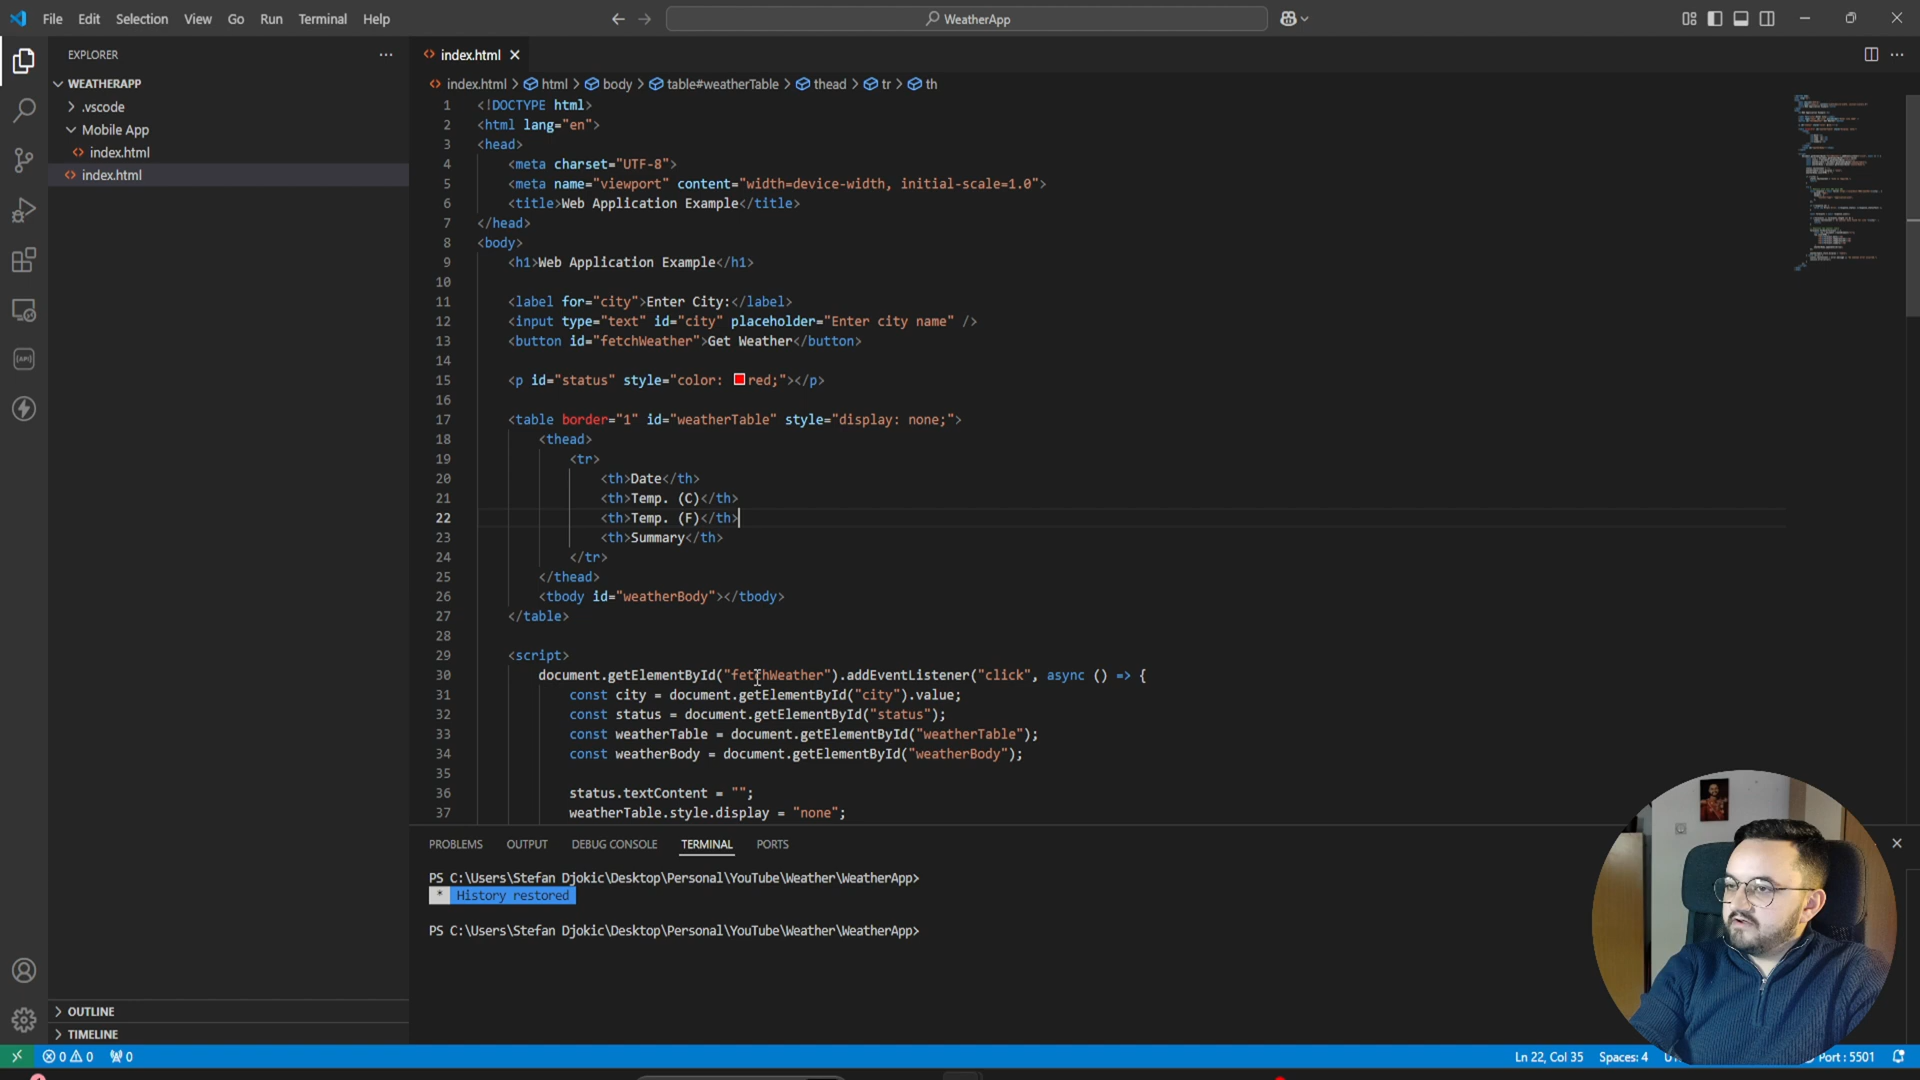 File Edit Selection View Go Run Terminal Help
WeatherApp
EXPLORER
WEATHERAPP
.vscode
Mobile App
index.html
index.html
OUTLINE
TIMELINE
index.html
index.html > html > body > table#weatherTable > thead > tr > th
1 <!DOCTYPE html>
2 <html lang="en">
3 <head>
4 <meta charset="UTF-8">
5 <meta name="viewport" content="width=device-width, initial-scale=1.0">
6 <title>Web Application Example</title>
7 </head>
8 <body>
9 <h1>Web Application Example</h1>
10
11 <label for="city">Enter City:</label>
12 <input type="text" id="city" placeholder="Enter city name" />
13 <button id="fetchWeather">Get Weather</button>
14
15 <p id="status" style="color: red;"></p>
16
17 <table border="1" id="weatherTable" style="display: none;">
18 <thead>
19 <tr>
20 <th>Date</th>
21 <th>Temp. (C)</th>
22 <th>Temp. (F)</th>
23 <th>Summary</th>
24 </tr>
25 </thead>
26 <tbody id="weatherBody"></tbody>
27 </table>
28
29 <script>
30 document.getElementById("fetchWeather").addEventListener("click", async () => {
31 const city = document.getElementById("city").value;
32 const status = document.getElementById("status");
33 const weatherTable = document.getElementById("weatherTable");
34 const weatherBody = document.getElementById("weatherBody");
35
36 status.textContent = "";
37 weatherTable.style.display = "none";
PROBLEMS OUTPUT DEBUG CONSOLE TERMINAL PORTS
PS C:\Users\Stefan Djokic\Desktop\Personal\YouTube\Weather\WeatherApp>
* History restored
PS C:\Users\Stefan Djokic\Desktop\Personal\YouTube\Weather\WeatherApp>
0 0 0 Ln 22, Col 35 Spaces: 4 Port : 5501